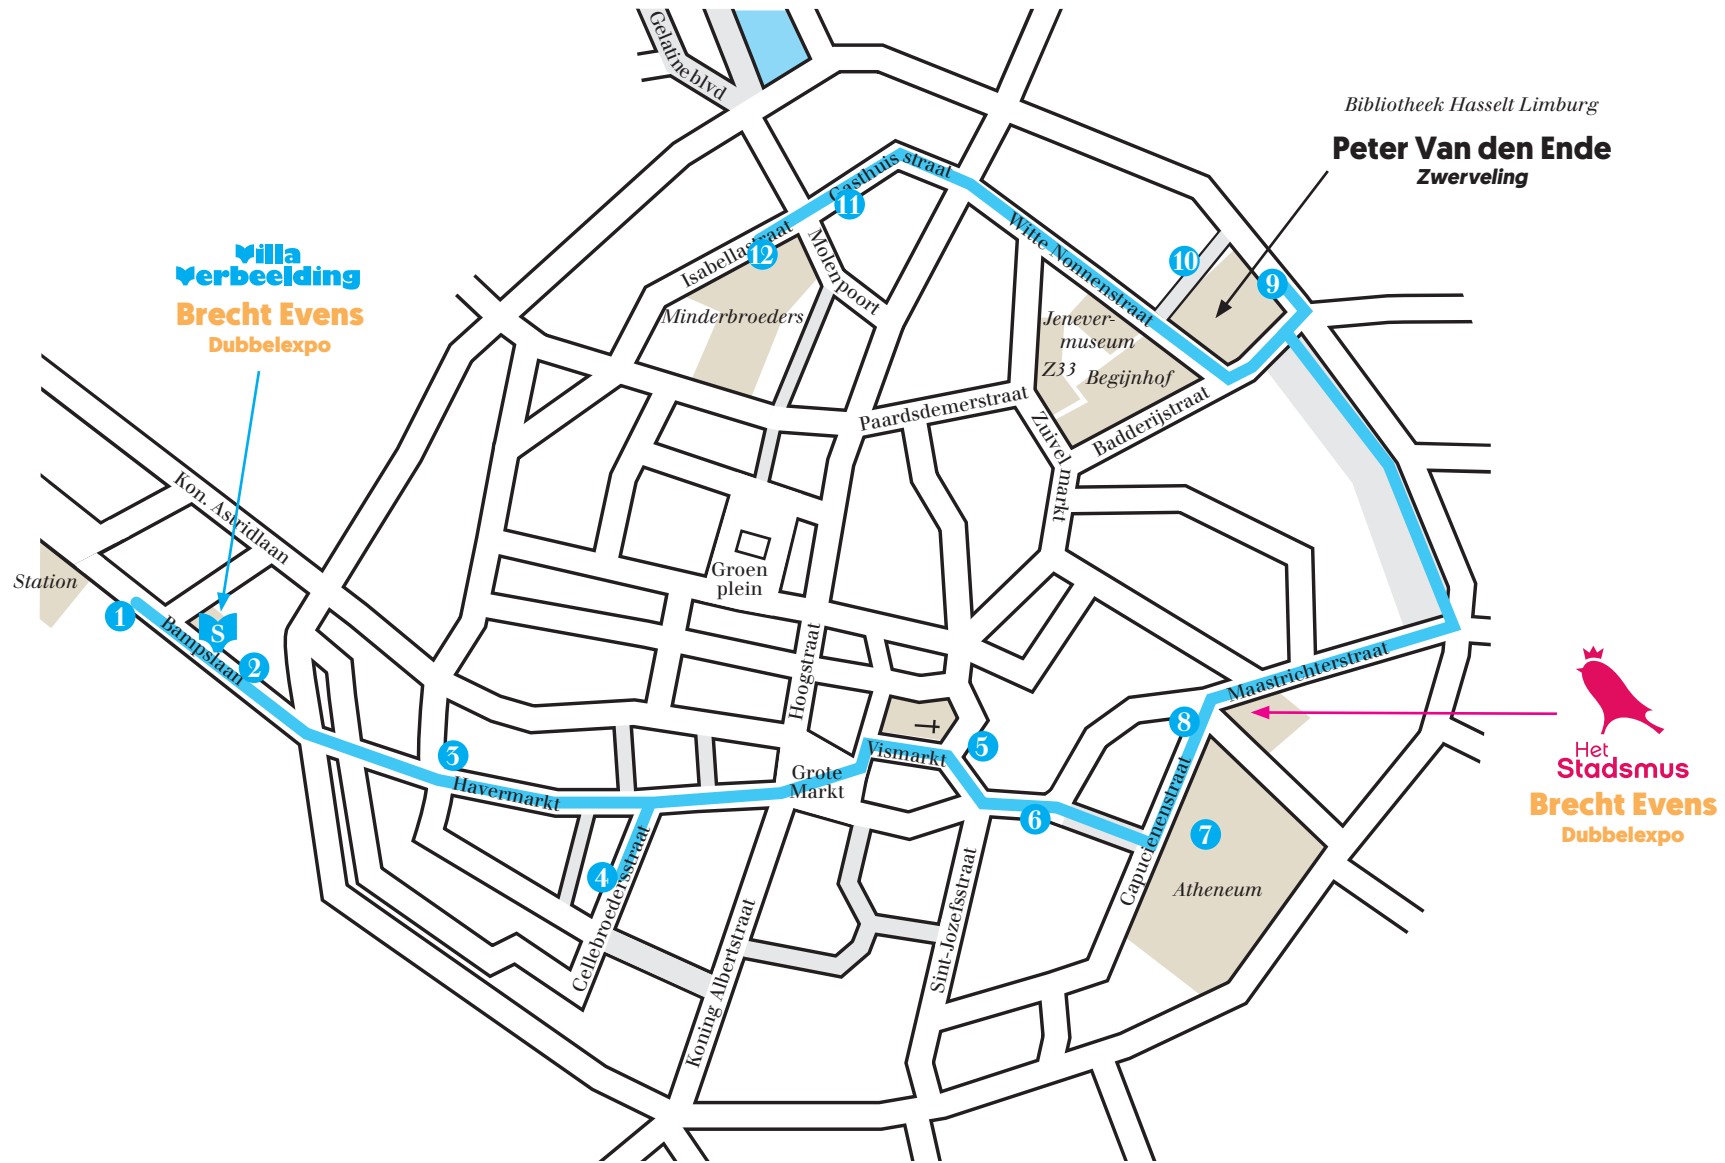 Gelatineblvd
Bibliotheek Hasselt Limburg
Peter Van den Ende
Zwerveling
Gasthuisstraat
11
Isabellastraat
12
Molenpoort
Witte Nonnenstraat
10
9
Villa
Verbeelding
Brecht Evens
Dubbelexpo
Minderbroeders
Jenever-
museum
Z33
Begijnhof
Paardsdemerstraat
Badderijstraat
Zuivelmarkt
Kon. Astridlaan
Station
Groen
plein
1
S
Bampslaan
2
Hoogstraat
Maastrichterstraat
8
5
Vismarkt
3
Grote
Markt
Havermarkt
Het
Stadsmus
Brecht Evens
Dubbelexpo
6
7
Capucienenstraat
4
Cellebroedersstraat
Atheneum
Sint-Jozefsstraat
Koning Albertstraat